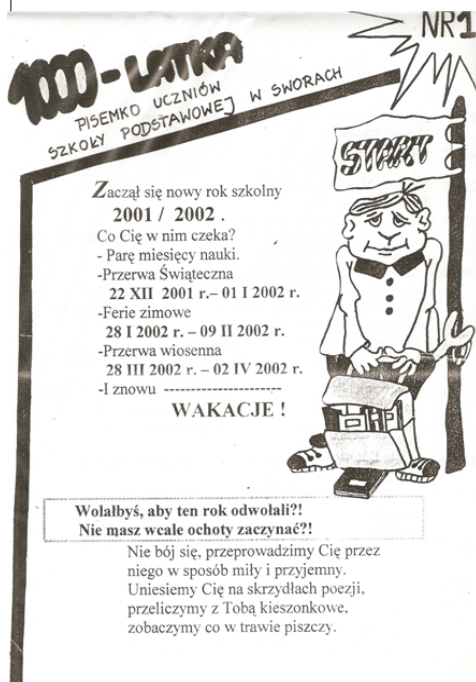 NR1
1000-LATKA
PISEMKO UCZNIÓW
SZKOŁY PODSTAWOWEJ W SWORACH
START
Zaczął się nowy rok szkolny
2001 / 2002 .
Co Cię w nim czeka?
- Parę miesięcy nauki.
-Przerwa Świąteczna
22 XII 2001 r.– 01 I 2002 r.
-Ferie zimowe
28 I 2002 r. – 09 II 2002 r.
-Przerwa wiosenna
28 III 2002 r. – 02 IV 2002 r.
-I znowu ----------------------
WAKACJE !
Wolałbyś, aby ten rok odwołali?!
Nie masz wcale ochoty zaczynać?!
Nie bój się, przeprowadzimy Cię przez
niego w sposób miły i przyjemny.
Uniesiemy Cię na skrzydłach poezji,
przeliczymy z Tobą kieszonkowe,
zobaczymy co w trawie piszczy.